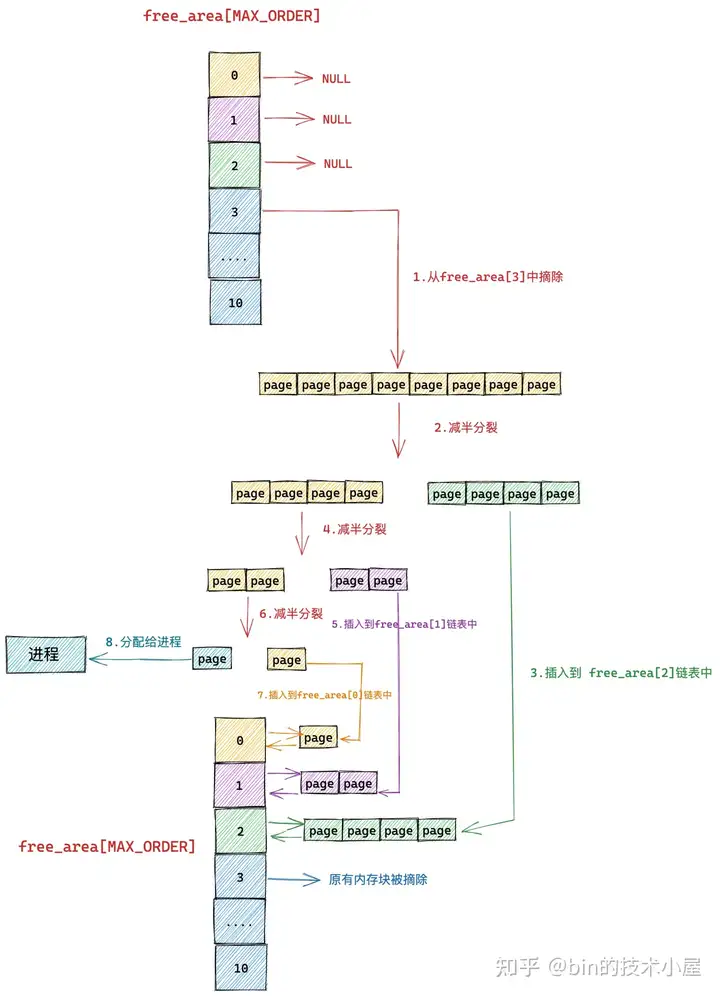 free_area[MAX_ORDER]
0
NULL
1
NULL
2
NULL
3
....
10
1.从free_area[3]中摘除
page page page page page page page page
2.减半分裂
page page page page
page page page page
4.减半分裂
page page
page page
6.减半分裂
5.插入到free_area[1]链表中
8.分配给进程
进程
page
page
3.插入到 free_area[2]链表中
7.插入到free_area[0]链表中
0
page
1
page page
2
page page page page
free_area[MAX_ORDER]
3
原有内存块被摘除
....
10
知乎 @bin的技术小屋